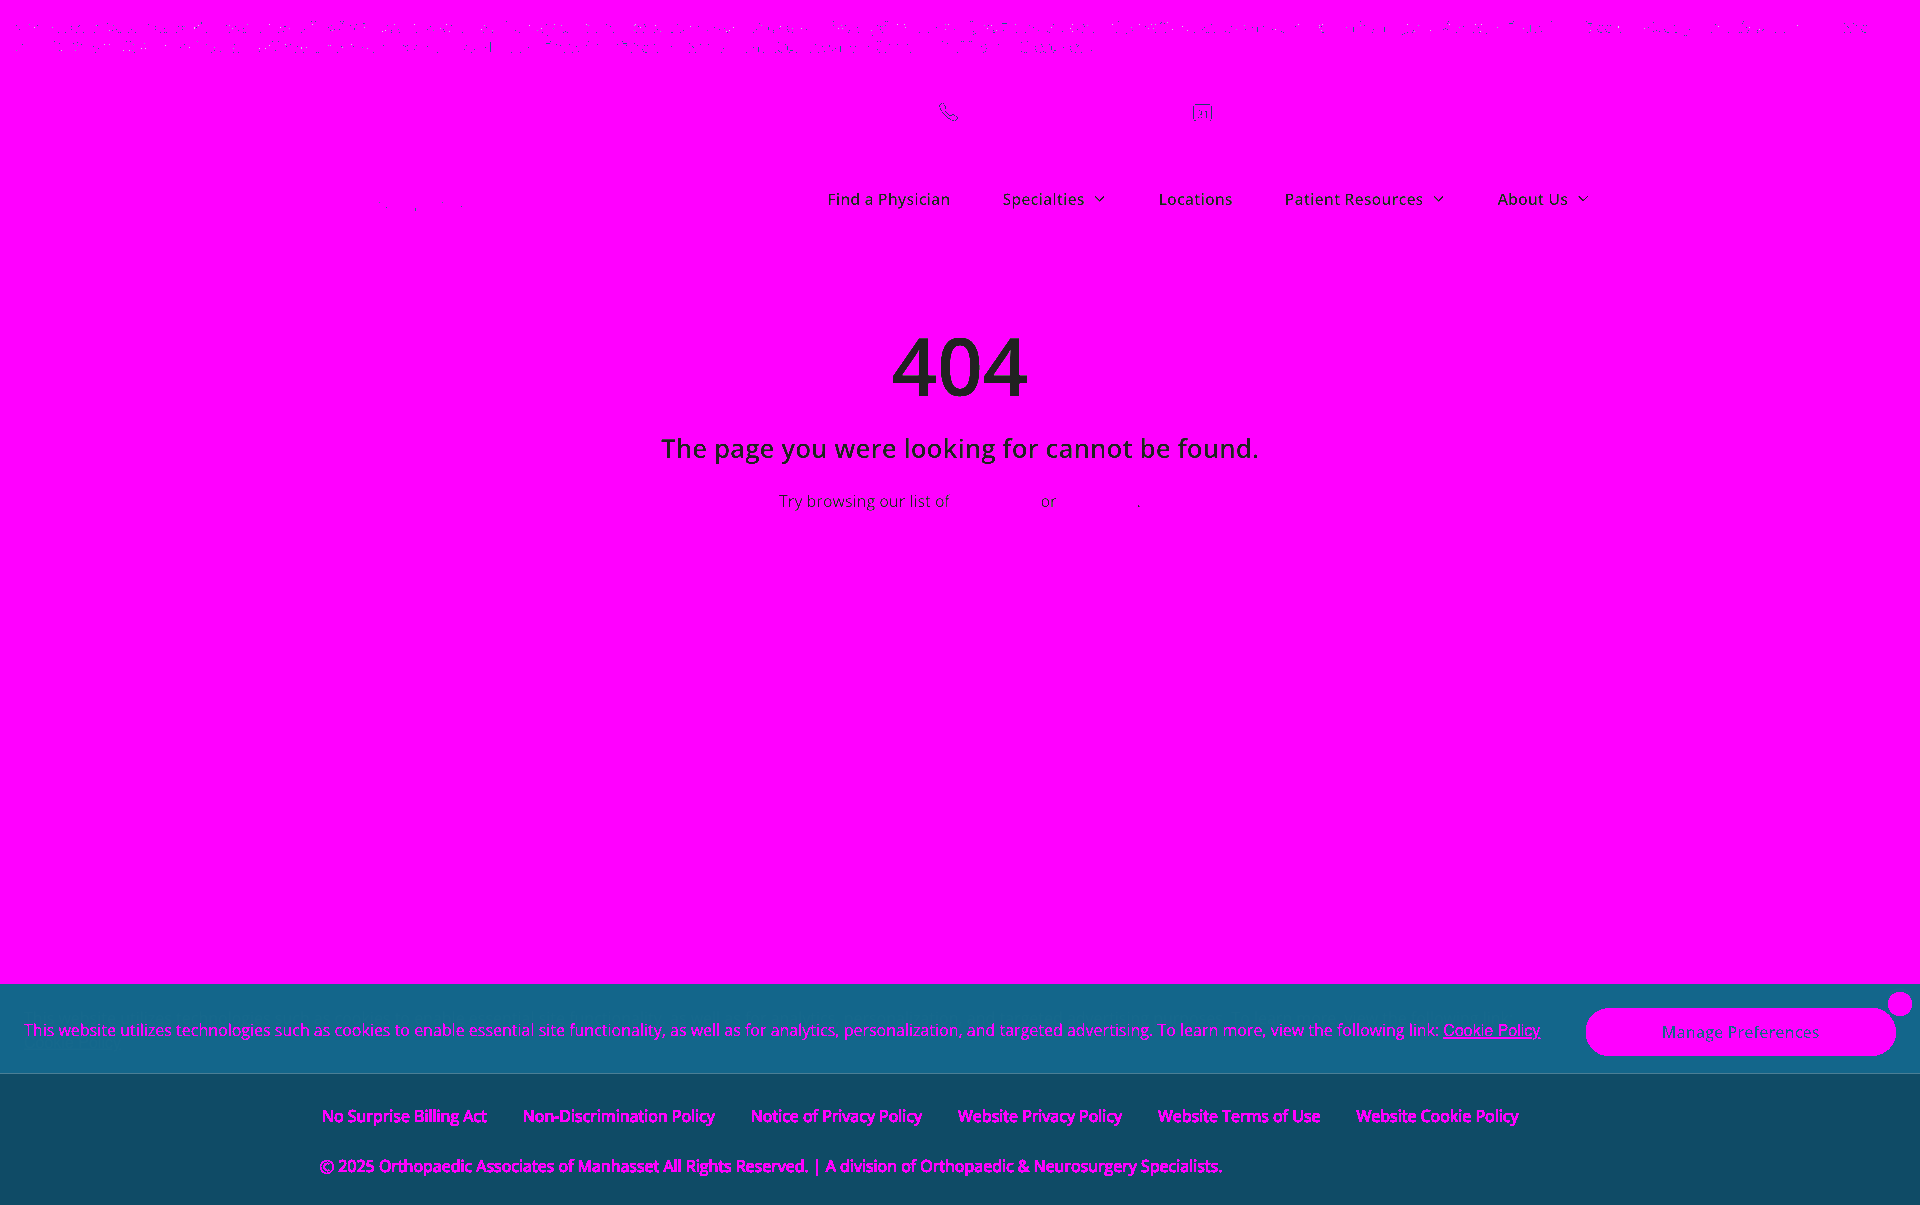 31
Find a Physician Specialties Locations Patient Resources About Us
404
The page you were looking for cannot be found.
Try browsing our list of or .
This website utilizes technologies such as cookies to enable essential site functionality, as well as for analytics, personalization, and targeted advertising. To learn more, view the following link: Cookie Policy
Manage Preferences
No Surprise Billing Act Non-Discrimination Policy Notice of Privacy Policy Website Privacy Policy Website Terms of Use Website Cookie Policy
© 2025 Orthopaedic Associates of Manhasset All Rights Reserved. | A division of Orthopaedic & Neurosurgery Specialists.